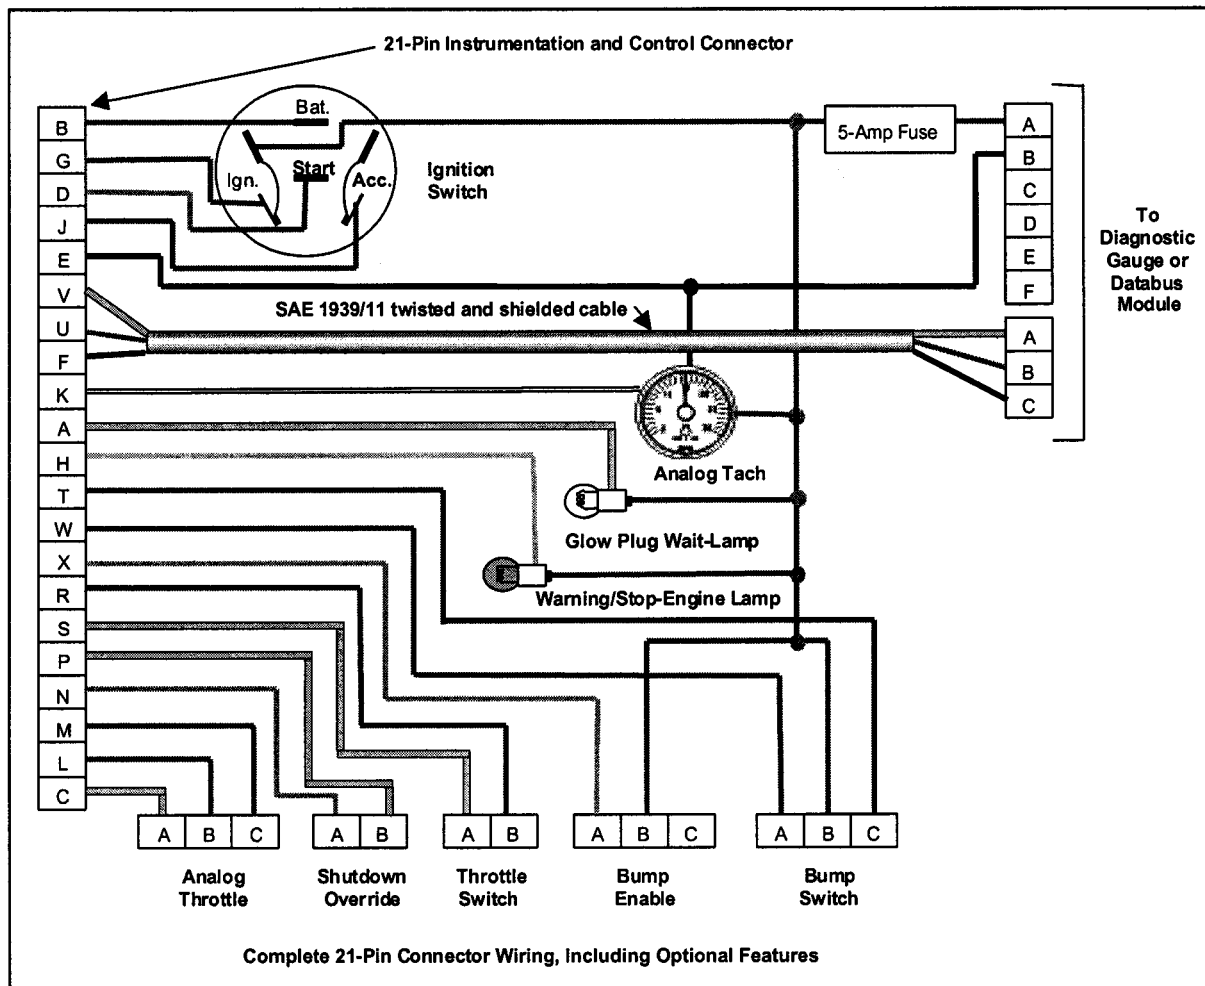 21-Pin Instrumentation and Control Connector
B
G
D
J
E
V
U
F
K
A
H
T
W
X
R
S
P
N
M
L
C
Bat.
Start
Ign.
Acc.
Ignition
Switch
5-Amp Fuse
A
B
C
D
E
F
A
B
C
To
Diagnostic
Gauge or
Databus
Module
SAE 1939/11 twisted and shielded cable
Analog Tach
Glow Plug Wait-Lamp
Warning/Stop-Engine Lamp
A B C
Analog
Throttle
A B
Shutdown
Override
A B
Throttle
Switch
A B C
Bump
Enable
A B C
Bump
Switch
Complete 21-Pin Connector Wiring, Including Optional Features